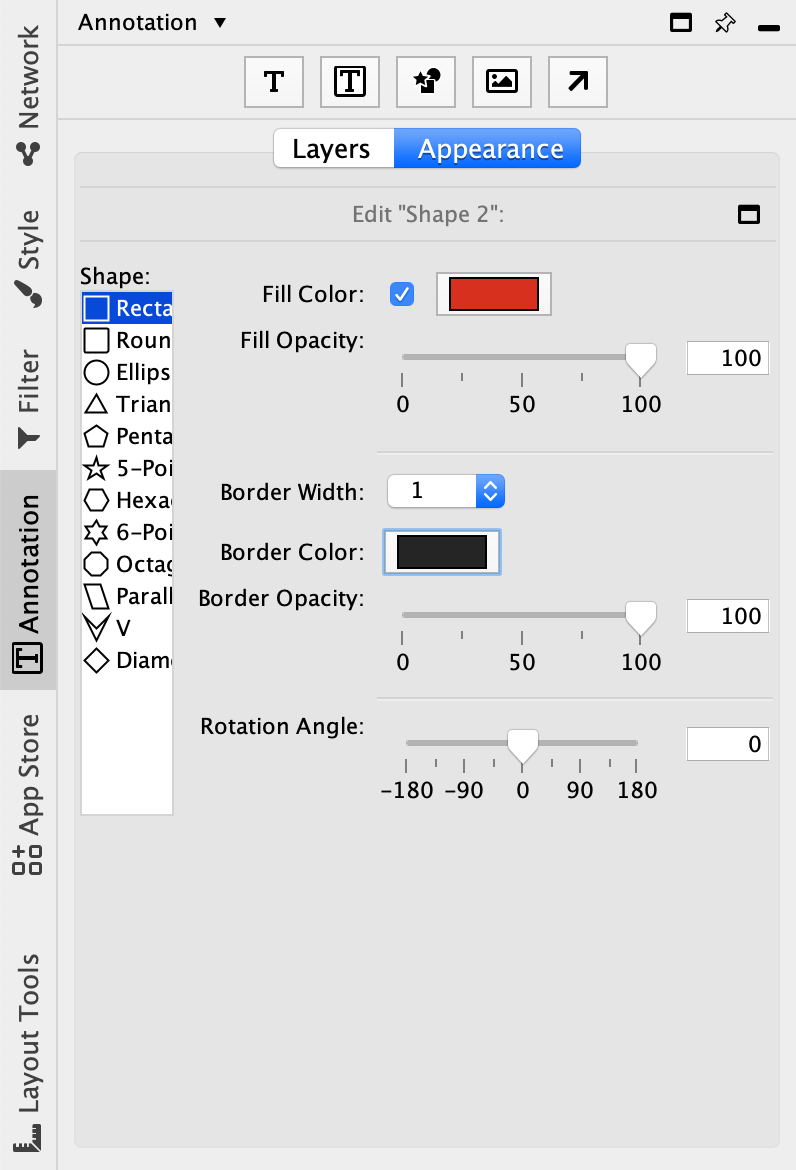 Annotation
Network
Style
Filter
Annotation
App Store
Layout Tools
T
T
Layers
Appearance
Edit "Shape 2":
Shape:
Recta
Roun
Ellips
Trian
Penta
5-Poi
Hexa
6-Poi
Octag
Parall
V
Diam
Fill Color:
Fill Opacity:
100
0 50 100
Border Width: 1
Border Color:
Border Opacity:
100
0 50 100
Rotation Angle:
0
-180 -90 0 90 180